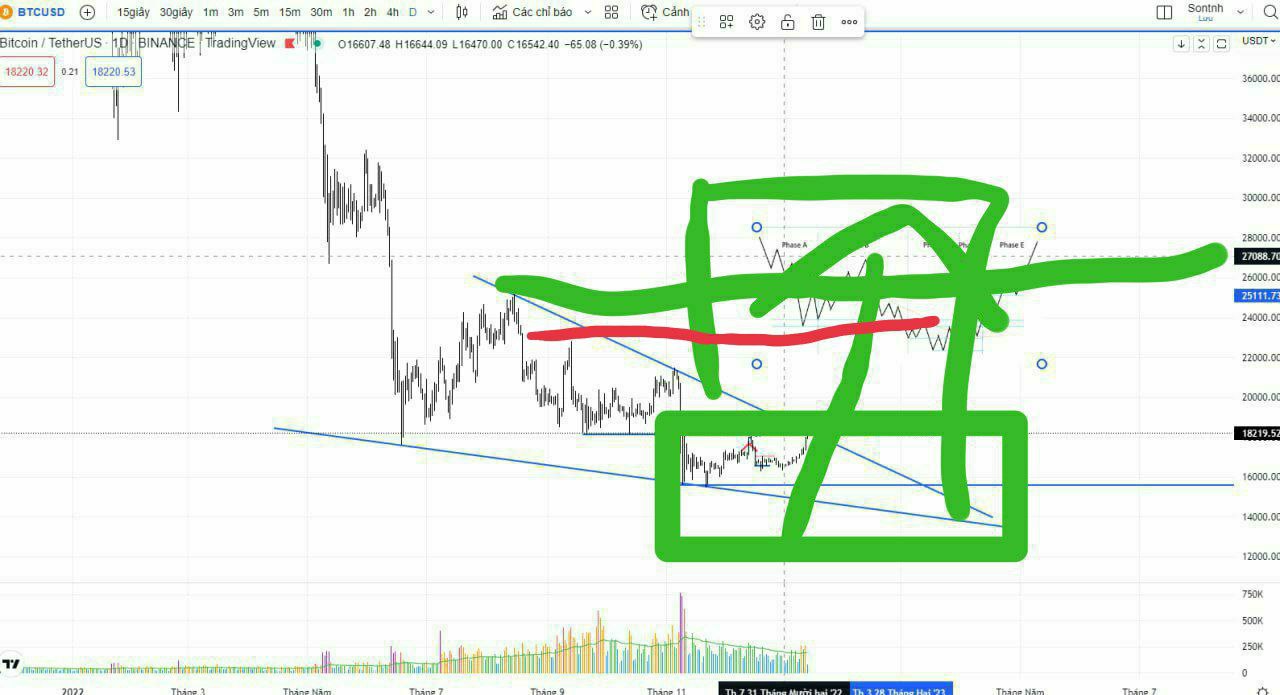 BTCUSD 15giây 30giây 1m 3m 5m 15m 30m 1h 2h 4h D Các chỉ báo Cảnh Sontnh
Lưu
Bitcoin / TetherUS · 1D · BINANCE TradingView O16607.48 H16644.09 L16470.00 C16542.40 −65.08 (−0.39%) USDT
18220.32 0.21 18220.53
36000.00
34000.00
32000.00
30000.00
28000.00
Phase A Phase E
27088.70
26000.00
25111.73
24000.00
22000.00
20000.00
18219.52
16000.00
14000.00
12000.00
750K
500K
250K
0
2022 Tháng 3 Tháng Năm Tháng 7 Tháng 9 Tháng 11 Th 7 31 Tháng Mười hai '22 Th 3 28 Tháng Hai '23 Tháng Năm Tháng 7